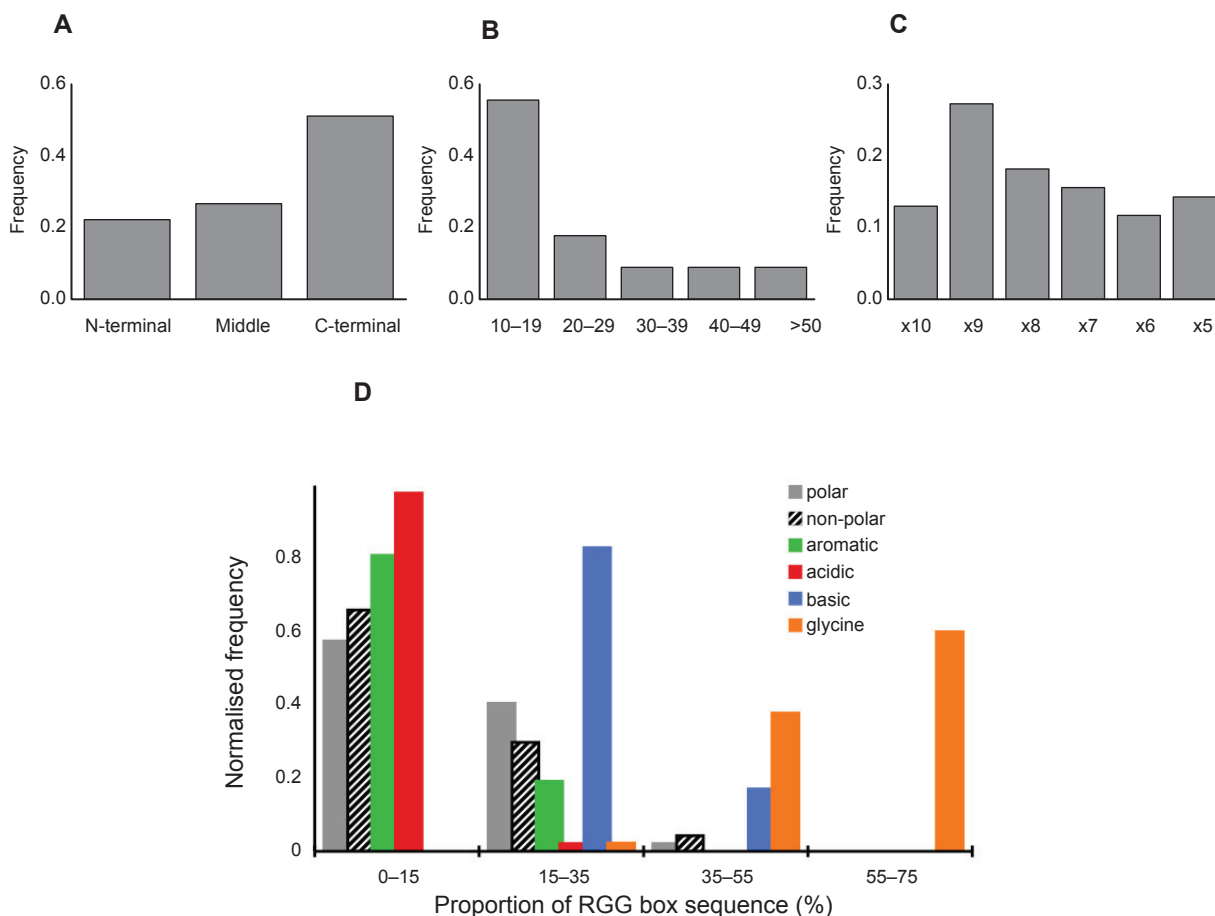 A
Frequency
0.6
0.4
0.2
0.0
N-terminal Middle C-terminal
B
Frequency
0.6
0.4
0.2
0.0
10–19 20–29 30–39 40–49 >50
C
Frequency
0.3
0.2
0.1
0.0
x10 x9 x8 x7 x6 x5
D
Normalised frequency
0.8
0.6
0.4
0.2
0
polar
non-polar
aromatic
acidic
basic
glycine
0–15 15–35 35–55 55–75
Proportion of RGG box sequence (%)